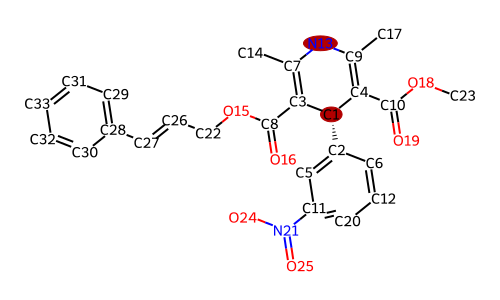 C14 N13 C17
C7 C9
C31 C29 C3 C4 O18 C23
C33 O15 C8 C1 C10
C26 C28 C22 O16 C2 O19
C32 C30 C27 C5 C6
C11 C12
O24 C20
N21
O25